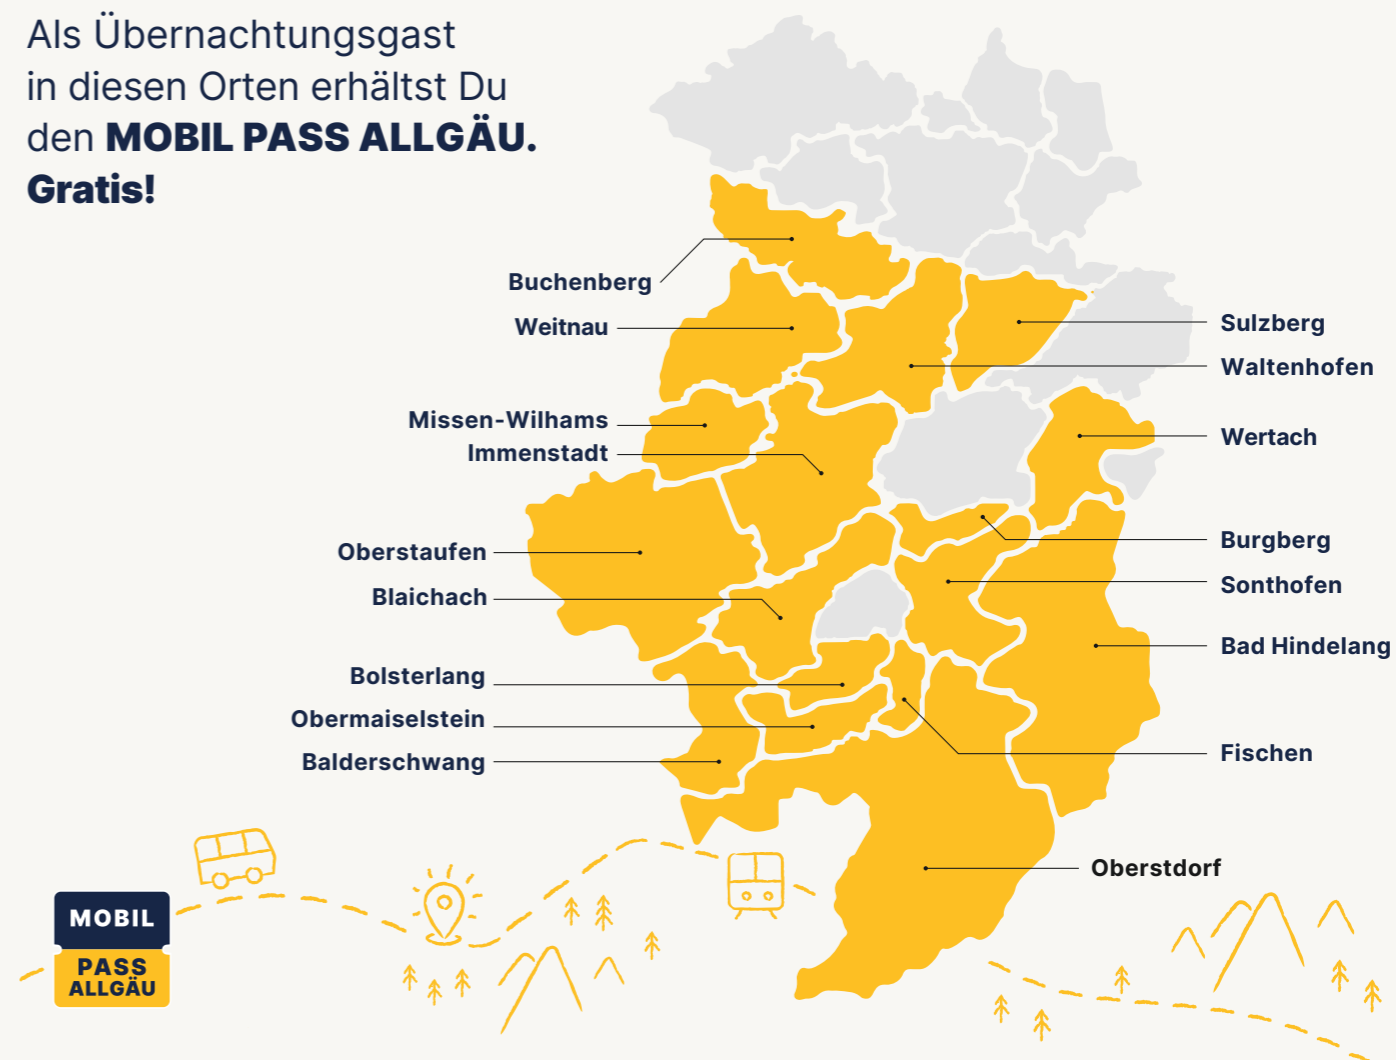 Als Übernachtungsgast
in diesen Orten erhältst Du
den MOBIL PASS ALLGÄU.
Gratis!
Buchenberg
Weitnau
Missen-Wilhams
Immenstadt
Oberstaufen
Blaichach
Bolsterlang
Obermaiselstein
Balderschwang
Sulzberg
Waltenhofen
Wertach
Burgberg
Sonthofen
Bad Hindelang
Fischen
Oberstdorf
MOBIL
PASS
ALLGÄU